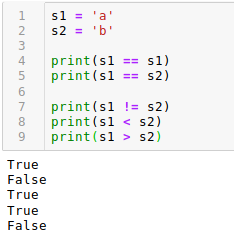 1 s1 = 'a'
2 s2 = 'b'
3
4 print(s1 == s1)
5 print(s1 == s2)
6
7 print(s1 != s2)
8 print(s1 < s2)
9 print(s1 > s2)
True
False
True
True
False